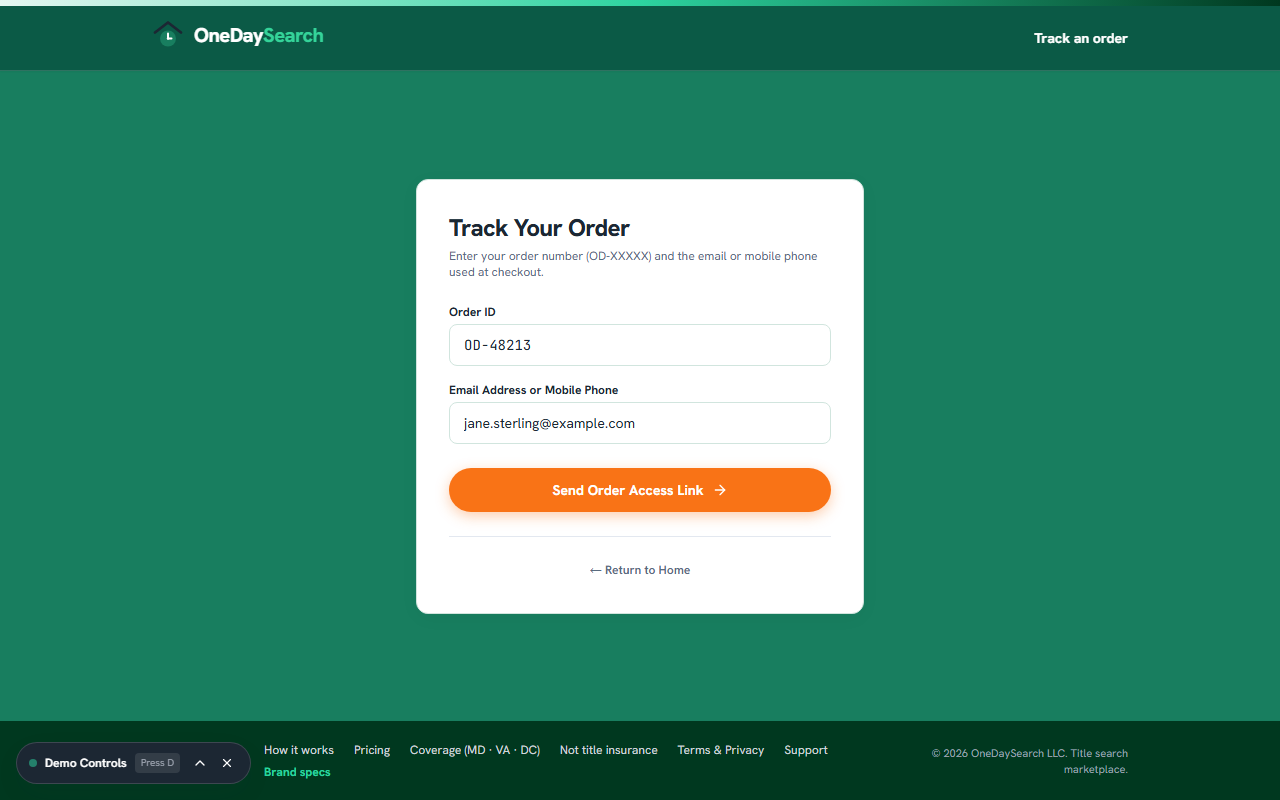 OneDaySearch
Track an order
Track Your Order
Enter your order number (OD-XXXXX) and the email or mobile phone
used at checkout.
Order ID
OD-48213
Email Address or Mobile Phone
jane.sterling@example.com
Send Order Access Link →
← Return to Home
Demo Controls Press D
How it works Pricing Coverage (MD · VA · DC) Not title insurance Terms & Privacy Support
Brand specs
© 2026 OneDaySearch LLC. Title search
marketplace.